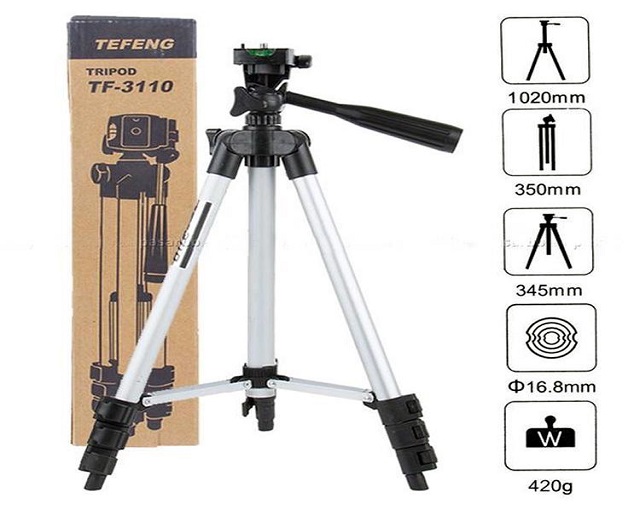 TEFENG
TRIPOD
TF-3110
1020mm
350mm
345mm
Φ16.8mm
W
420g